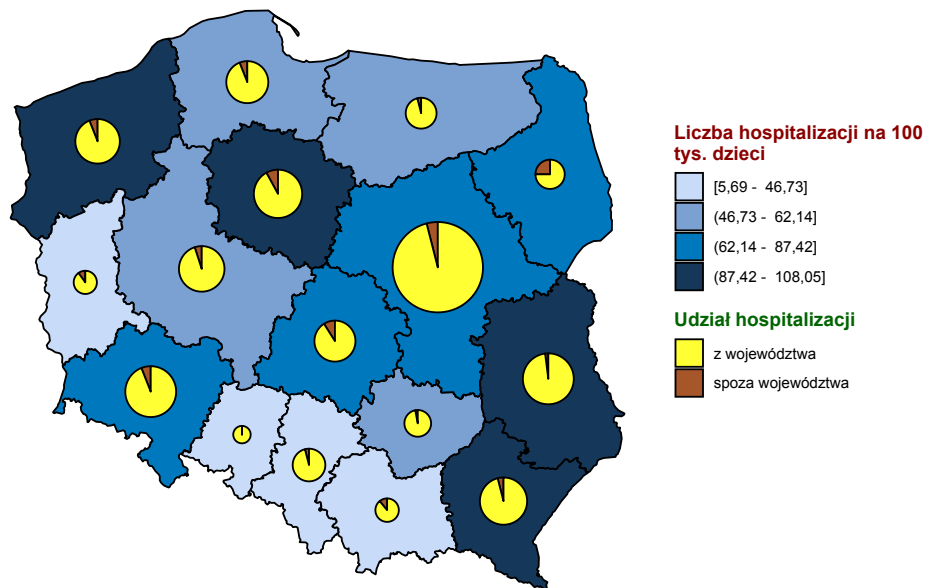 Liczba hospitalizacji na 100
tys. dzieci
[5,69 - 46,73]
(46,73 - 62,14]
(62,14 - 87,42]
(87,42 - 108,05]
Udział hospitalizacji
z województwa
spoza województwa